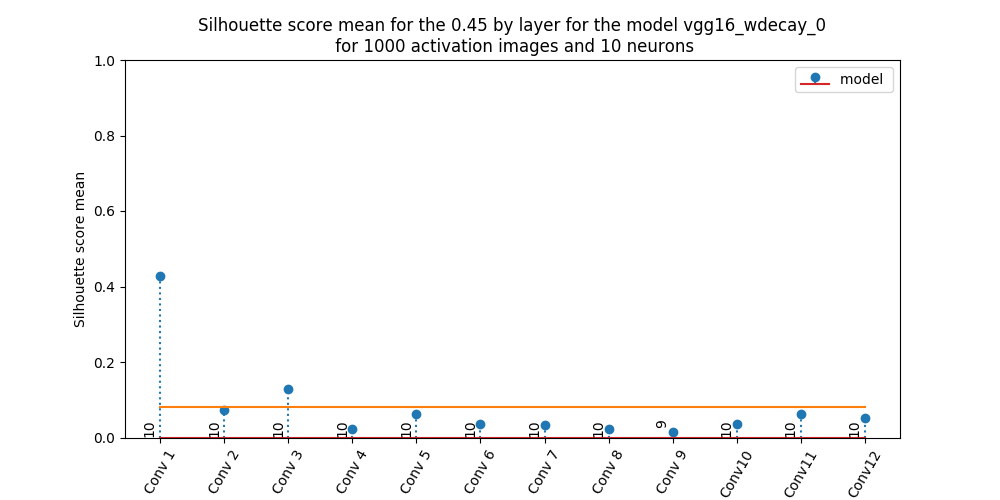 Silhouette score mean for the 0.45 by layer for the model vgg16_wdecay_0
for 1000 activation images and 10 neurons
model
Silhouette score mean
1.0
0.8
0.6
0.4
0.2
0.0
10
10
10
10
10
10
10
10
9
10
10
10
Conv 1
Conv 2
Conv 3
Conv 4
Conv 5
Conv 6
Conv 7
Conv 8
Conv 9
Conv10
Conv11
Conv12